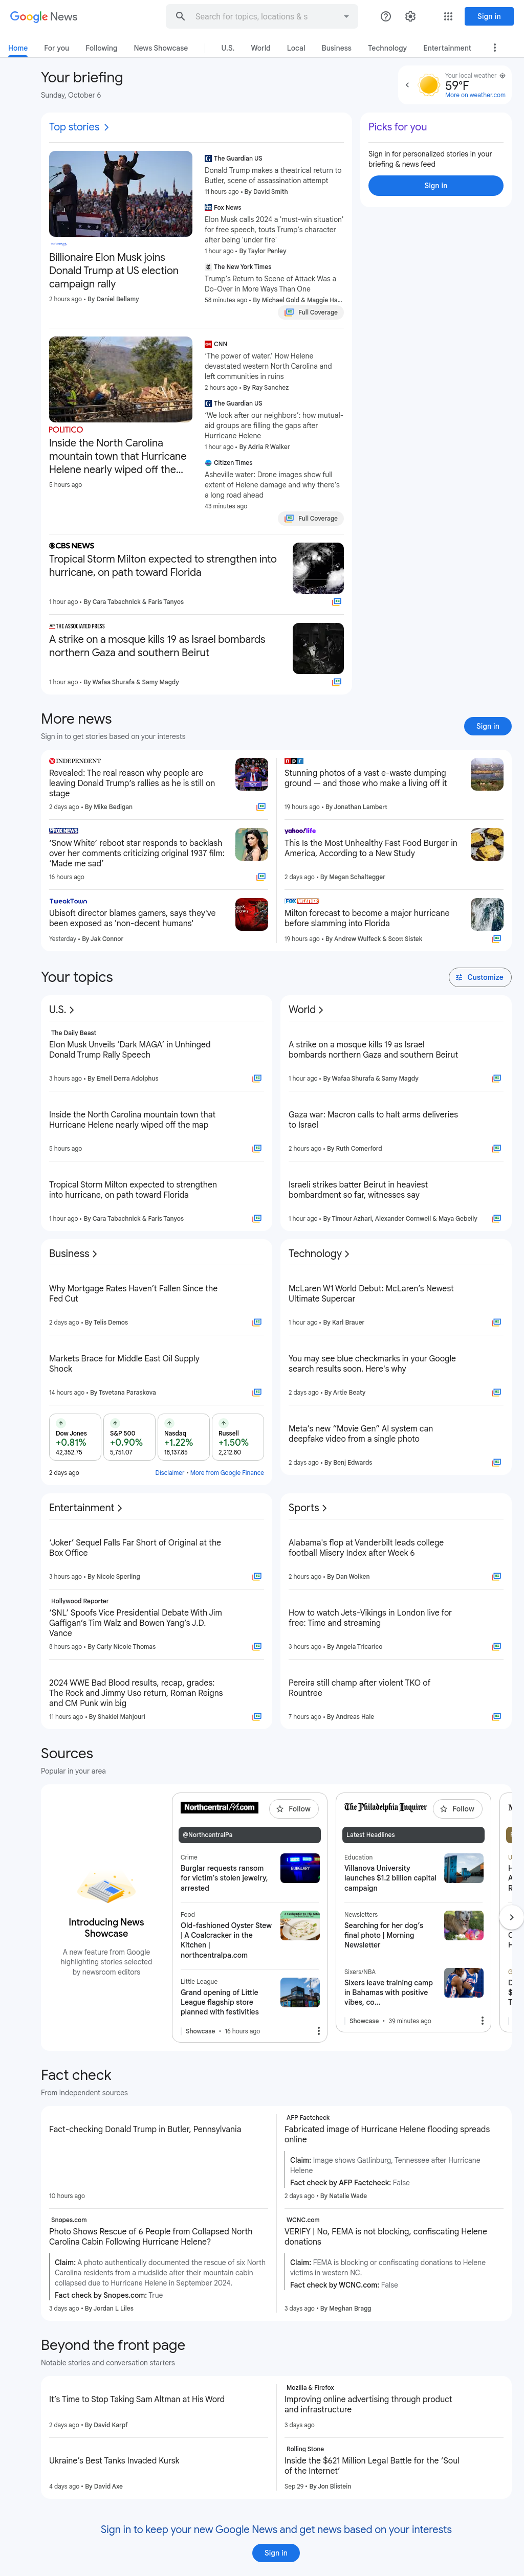 Google News
Search for topics, locations & s
Sign in
Home
For you
Following
News Showcase
U.S.
World
Local
Business
Technology
Entertainment
Your briefing
Sunday, October 6
Your local weather
59°F
More on weather.com
Top stories
Billionaire Elon Musk joins
Donald Trump at US election
campaign rally
2 hours ago • By Daniel Bellamy
The Guardian US
Donald Trump makes a theatrical return to
Butler, scene of assassination attempt
11 hours ago • By David Smith
Fox News
Elon Musk calls 2024 a 'must-win situation'
for free speech, touts Trump's character
after being 'under fire'
1 hour ago • By Taylor Penley
The New York Times
Trump's Return to Scene of Attack Was a
Do-Over in More Ways Than One
58 minutes ago • By Michael Gold & Maggie Ha...
Full Coverage
Picks for you
Sign in for personalized stories in your
briefing & news feed
Sign in
POLITICO
Inside the North Carolina
mountain town that Hurricane
Helene nearly wiped off the...
5 hours ago
CNN
'The power of water.' How Helene
devastated western North Carolina and
left communities in ruins
2 hours ago • By Ray Sanchez
The Guardian US
'We look after our neighbors': how mutual-
aid groups are filling the gaps after
Hurricane Helene
1 hour ago • By Adria R Walker
Citizen Times
Asheville water: Drone images show full
extent of Helene damage and why there's
a long road ahead
43 minutes ago
Full Coverage
CBS NEWS
Tropical Storm Milton expected to strengthen into
hurricane, on path toward Florida
1 hour ago • By Cara Tabachnick & Faris Tanyos
AP THE ASSOCIATED PRESS
A strike on a mosque kills 19 as Israel bombards
northern Gaza and southern Beirut
1 hour ago • By Wafaa Shurafa & Samy Magdy
More news
Sign in to get stories based on your interests
Sign in
INDEPENDENT
Revealed: The real reason why people are
leaving Donald Trump's rallies as he is still on
stage
2 days ago • By Mike Bedigan
npr
Stunning photos of a vast e-waste dumping
ground — and those who make a living off it
19 hours ago • By Jonathan Lambert
FOX NEWS
'Snow White' reboot star responds to backlash
over her comments criticizing original 1937 film:
'Made me sad'
16 hours ago
yahoo/life
This Is the Most Unhealthy Fast Food Burger in
America, According to a New Study
2 days ago • By Megan Schaltegger
TweakTown
Ubisoft director blames gamers, says they've
been exposed as 'non-decent humans'
Yesterday • By Jak Connor
FOX WEATHER
Milton forecast to become a major hurricane
before slamming into Florida
19 hours ago • By Andrew Wulfeck & Scott Sistek
Your topics
Customize
U.S.
The Daily Beast
Elon Musk Unveils 'Dark MAGA' in Unhinged
Donald Trump Rally Speech
3 hours ago • By Emell Derra Adolphus
Inside the North Carolina mountain town that
Hurricane Helene nearly wiped off the map
5 hours ago
Tropical Storm Milton expected to strengthen
into hurricane, on path toward Florida
1 hour ago • By Cara Tabachnick & Faris Tanyos
World
A strike on a mosque kills 19 as Israel
bombards northern Gaza and southern Beirut
1 hour ago • By Wafaa Shurafa & Samy Magdy
Gaza war: Macron calls to halt arms deliveries
to Israel
2 hours ago • By Ruth Comerford
Israeli strikes batter Beirut in heaviest
bombardment so far, witnesses say
1 hour ago • By Timour Azhari, Alexander Cornwell & Maya Gebeily
Business
Why Mortgage Rates Haven't Fallen Since the
Fed Cut
2 days ago • By Telis Demos
Markets Brace for Middle East Oil Supply
Shock
14 hours ago • By Tsvetana Paraskova
Dow Jones
+0.81%
42,352.75
S&P 500
+0.90%
5,751.07
Nasdaq
+1.22%
18,137.85
Russell
+1.50%
2,212.80
2 days ago
Disclaimer • More from Google Finance
Technology
McLaren W1 World Debut: McLaren's Newest
Ultimate Supercar
1 hour ago • By Karl Brauer
You may see blue checkmarks in your Google
search results soon. Here's why
2 days ago • By Artie Beaty
Meta's new "Movie Gen" AI system can
deepfake video from a single photo
2 days ago • By Benj Edwards
Entertainment
'Joker' Sequel Falls Far Short of Original at the
Box Office
3 hours ago • By Nicole Sperling
Hollywood Reporter
'SNL' Spoofs Vice Presidential Debate With Jim
Gaffigan's Tim Walz and Bowen Yang's J.D.
Vance
8 hours ago • By Carly Nicole Thomas
2024 WWE Bad Blood results, recap, grades:
The Rock and Jimmy Uso return, Roman Reigns
and CM Punk win big
11 hours ago • By Shakiel Mahjouri
Sports
Alabama's flop at Vanderbilt leads college
football Misery Index after Week 6
2 hours ago • By Dan Wolken
How to watch Jets-Vikings in London live for
free: Time and streaming
3 hours ago • By Angela Tricarico
Pereira still champ after violent TKO of
Rountree
7 hours ago • By Andreas Hale
Sources
Popular in your area
Introducing News
Showcase
A new feature from Google
highlighting stories selected
by newsroom editors
NorthcentralPA.com
Follow
@NorthcentralPa
Crime
Burglar requests ransom
for victim's stolen jewelry,
arrested
BURGLARY
Food
Old-fashioned Oyster Stew
| A Coalcracker in the
Kitchen |
northcentralpa.com
Little League
Grand opening of Little
League flagship store
planned with festivities
Showcase • 16 hours ago
The Philadelphia Inquirer
Follow
Latest Headlines
Education
Villanova University
launches $1.2 billion capital
campaign
Newsletters
Searching for her dog's
final photo | Morning
Newsletter
Sixers/NBA
Sixers leave training camp
in Bahamas with positive
vibes, co...
Showcase • 39 minutes ago
Fact check
From independent sources
Fact-checking Donald Trump in Butler, Pennsylvania
10 hours ago
AFP Factcheck
Fabricated image of Hurricane Helene flooding spreads
online
Claim: Image shows Gatlinburg, Tennessee after Hurricane
Helene
Fact check by AFP Factcheck: False
2 days ago • By Natalie Wade
Snopes.com
Photo Shows Rescue of 6 People from Collapsed North
Carolina Cabin Following Hurricane Helene?
Claim: A photo authentically documented the rescue of six North
Carolina residents from a mudslide after their mountain cabin
collapsed due to Hurricane Helene in September 2024.
Fact check by Snopes.com: True
3 days ago • By Jordan L Liles
WCNC.com
VERIFY | No, FEMA is not blocking, confiscating Helene
donations
Claim: FEMA is blocking or confiscating donations to Helene
victims in western NC.
Fact check by WCNC.com: False
3 days ago • By Meghan Bragg
Beyond the front page
Notable stories and conversation starters
It's Time to Stop Taking Sam Altman at His Word
2 days ago • By David Karpf
Mozilla & Firefox
Improving online advertising through product
and infrastructure
3 days ago
Ukraine's Best Tanks Invaded Kursk
4 days ago • By David Axe
Rolling Stone
Inside the $621 Million Legal Battle for the 'Soul
of the Internet'
Sep 29 • By Jon Blistein
Sign in to keep your new Google News and get news based on your interests
Sign in